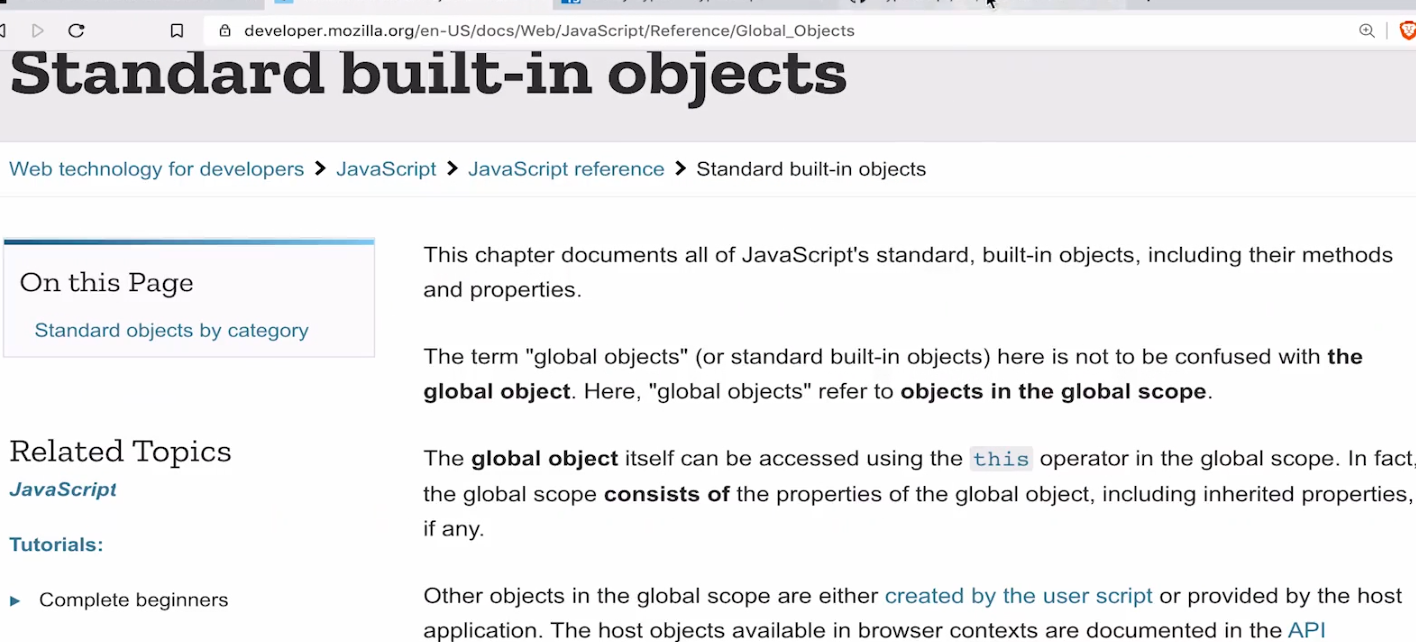 developer.mozilla.org/en-US/docs/Web/JavaScript/Reference/Global_Objects
Standard built-in objects
Web technology for developers > JavaScript > JavaScript reference > Standard built-in objects
On this Page
Standard objects by category
Related Topics
JavaScript
Tutorials:
Complete beginners
This chapter documents all of JavaScript's standard, built-in objects, including their methods
and properties.
The term "global objects" (or standard built-in objects) here is not to be confused with the
global object. Here, "global objects" refer to objects in the global scope.
The global object itself can be accessed using the this operator in the global scope. In fact,
the global scope consists of the properties of the global object, including inherited properties,
if any.
Other objects in the global scope are either created by the user script or provided by the host
application. The host objects available in browser contexts are documented in the API